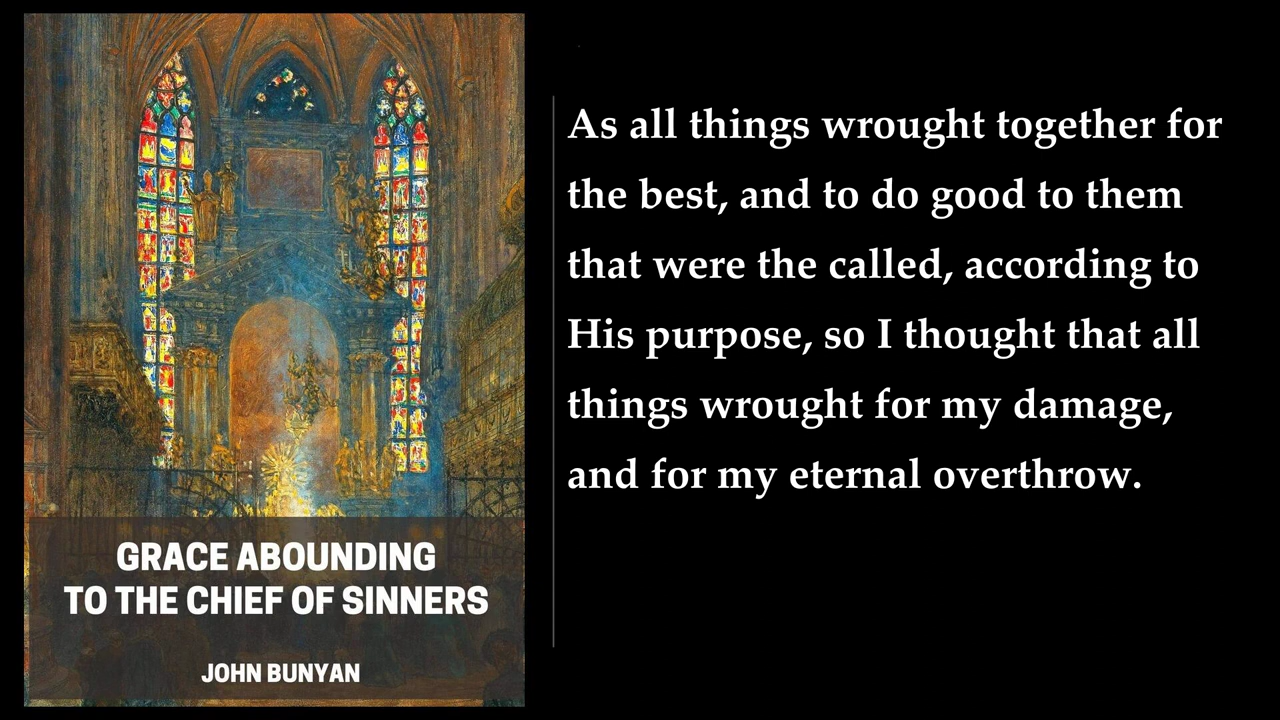 GRACE ABOUNDING
TO THE CHIEF OF SINNERS
JOHN BUNYAN
As all things wrought together for
the best, and to do good to them
that were the called, according to
His purpose, so I thought that all
things wrought for my damage,
and for my eternal overthrow.